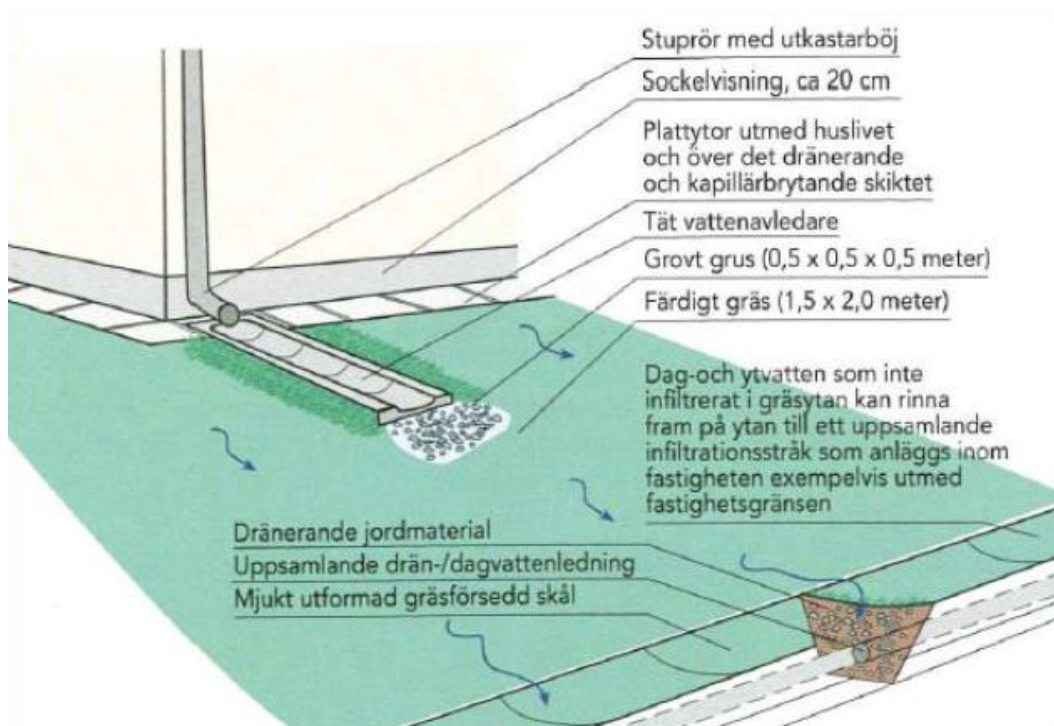 Stuprör med utkastarböj
Sockelvisning, ca 20 cm
Plattytor utmed huslivet
och över det dränerande
och kapillärbrytande skiktet
Tät vattenavledare
Grovt grus (0,5 x 0,5 x 0,5 meter)
Färdigt gräs (1,5 x 2,0 meter)
Dag-och ytvatten som inte
infiltrerat i gräsytan kan rinna
fram på ytan till ett uppsamlande
infiltrationsstråk som anläggs inom
fastigheten exempelvis utmed
fastighetsgränsen
Dränerande jordmaterial
Uppsamlande drän-/dagvattenledning
Mjukt utformad gräsförsedd skål